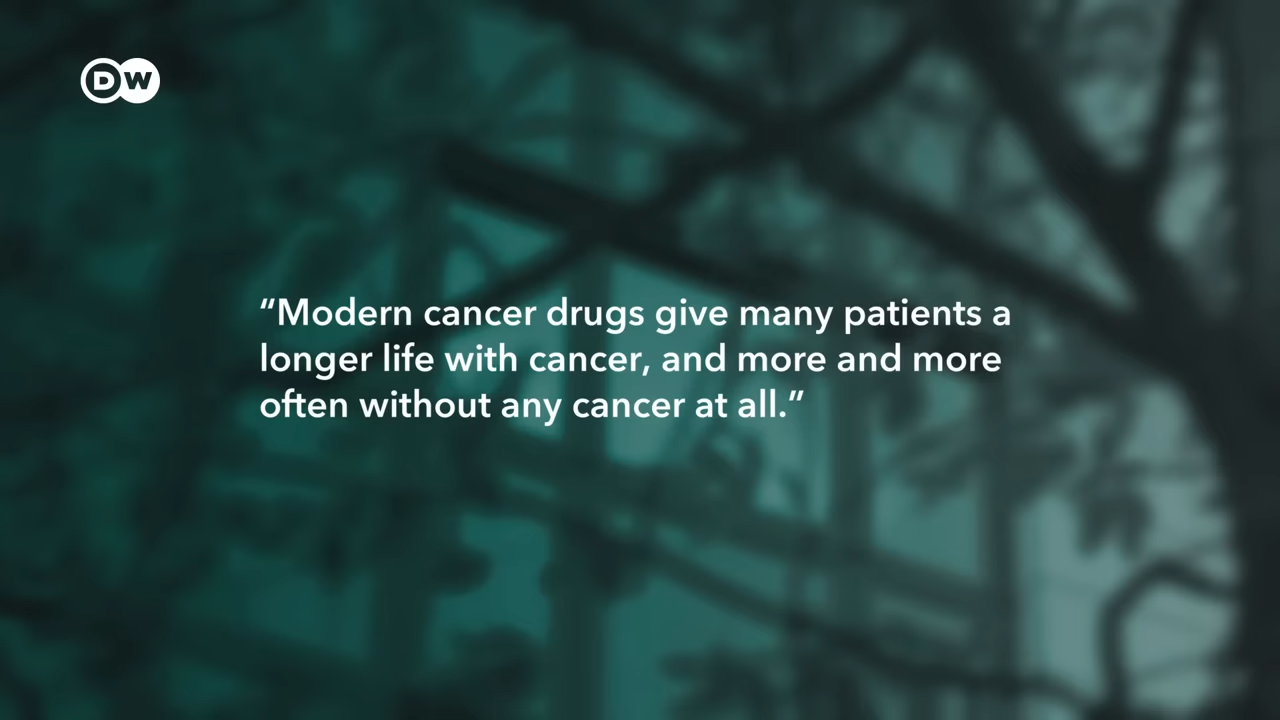 DW
“Modern cancer drugs give many patients a
longer life with cancer, and more and more
often without any cancer at all.”